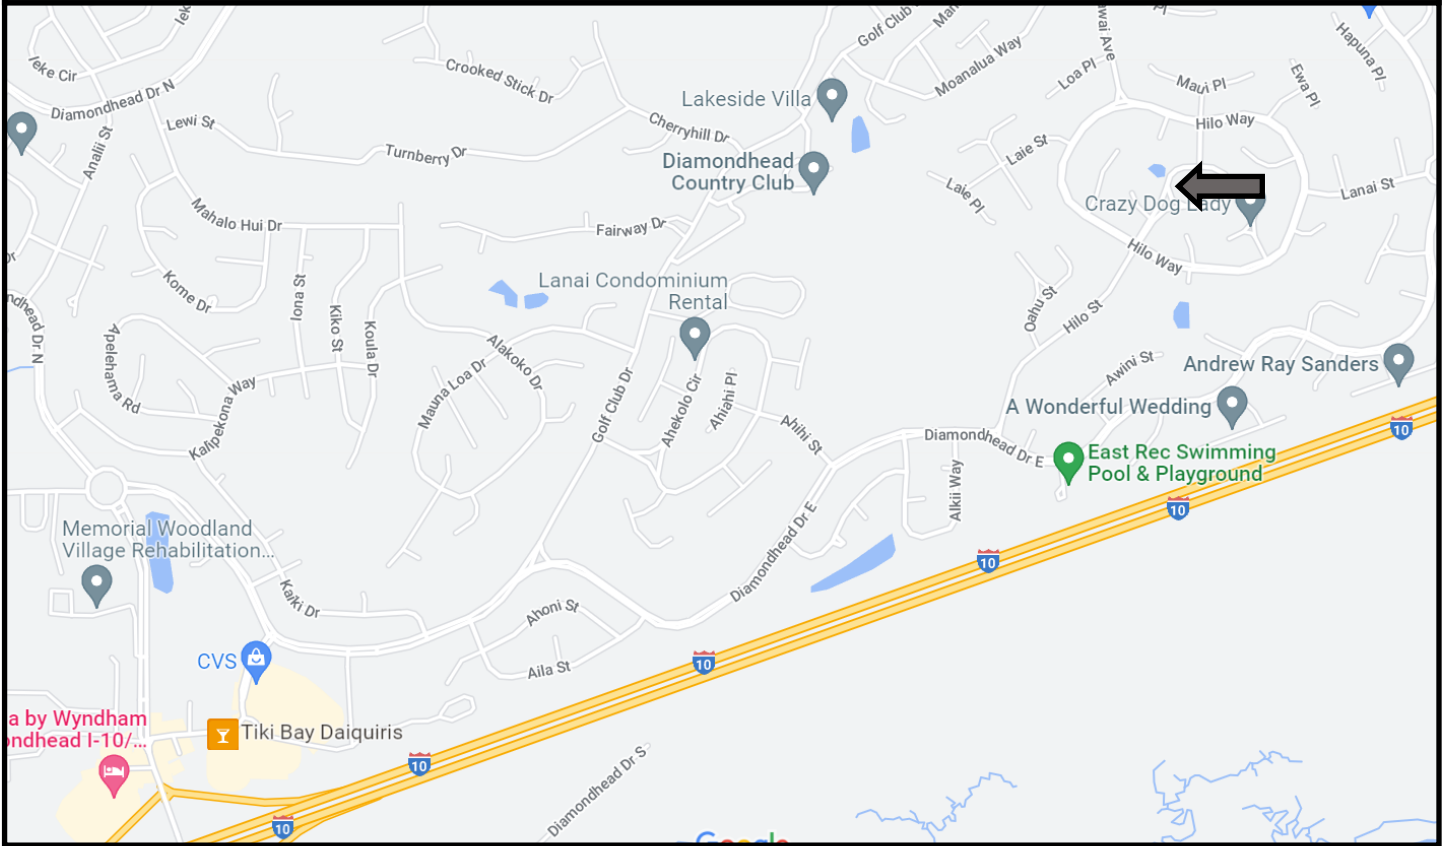 Golf Club
Hapuna Pl
Ieke Cir
Crooked Stick Dr
Moanalua Way
Loa Pl
Maui Pl
Ewa Pl
Diamondhead Dr N
Lewi St
Analii St
Turnberry Dr
Cherryhill Dr
Lakeside Villa
Hilo Way
Laie St
Diamondhead
Country Club
Laie Pl
Lanai St
Crazy Dog Lady
Mahalo Hui Dr
Fairway Dr
Hilo Way
Kome Dr
Iona St
Kiko St
Koula Dr
Lanai Condominium
Rental
Oahu St
Hilo St
Apelehama Rd
Alakoko Dr
Mauna Loa Dr
Kalipekona Way
Golf Club Dr
Ahekolo Cir
Ahiahi Pl
Ahihi St
Awini St
Andrew Ray Sanders
A Wonderful Wedding
10
Diamondhead Dr E
East Rec Swimming
Pool & Playground
Alkii Way
10
Memorial Woodland
Village Rehabilitation...
Diamondhead Dr E
10
Kaiki Dr
Ahoni St
Aila St
10
CVS
a by Wyndham
ondhead I-10/...
Tiki Bay Daiquiris
10
Diamondhead Dr S
10
Google